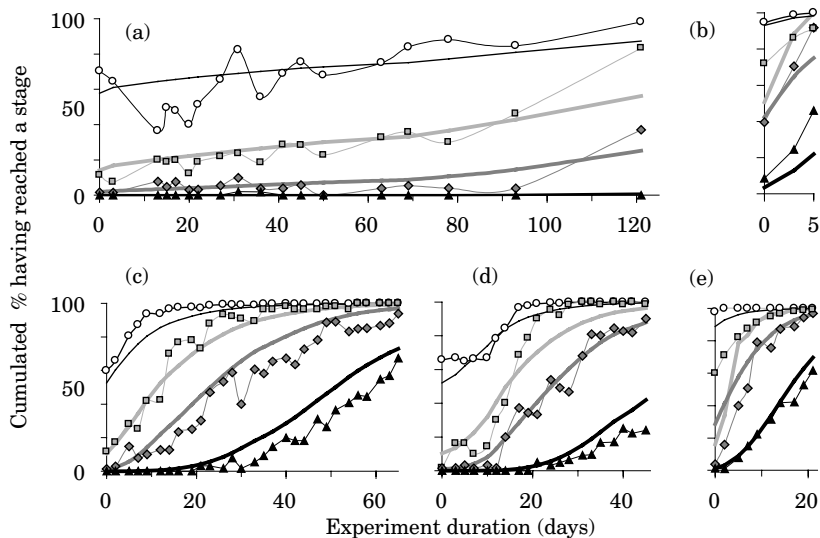 Cumulated % having reached a stage
(a)
(b)
100
50
0
0 20 40 60 80 100 120
0 5
(c)
(d)
(e)
100
50
0
0 20 40 60
0 20 40
0 20
Experiment duration (days)